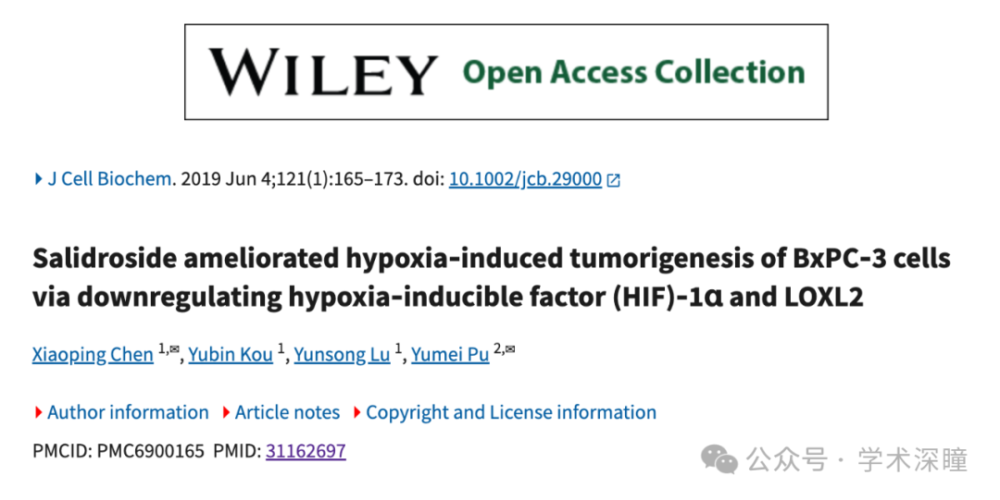 WILEY Open Access Collection
J Cell Biochem. 2019 Jun 4;121(1):165–173. doi: 10.1002/jcb.29000
Salidroside ameliorated hypoxia‐induced tumorigenesis of BxPC‐3 cells
via downregulating hypoxia‐inducible factor (HIF)‐1α and LOXL2
Xiaoping Chen 1,✉, Yubin Kou 1, Yunsong Lu 1, Yumei Pu 2,✉
Author information Article notes Copyright and License information
PMCID: PMC6900165 PMID: 31162697
公众号 · 学术深瞳